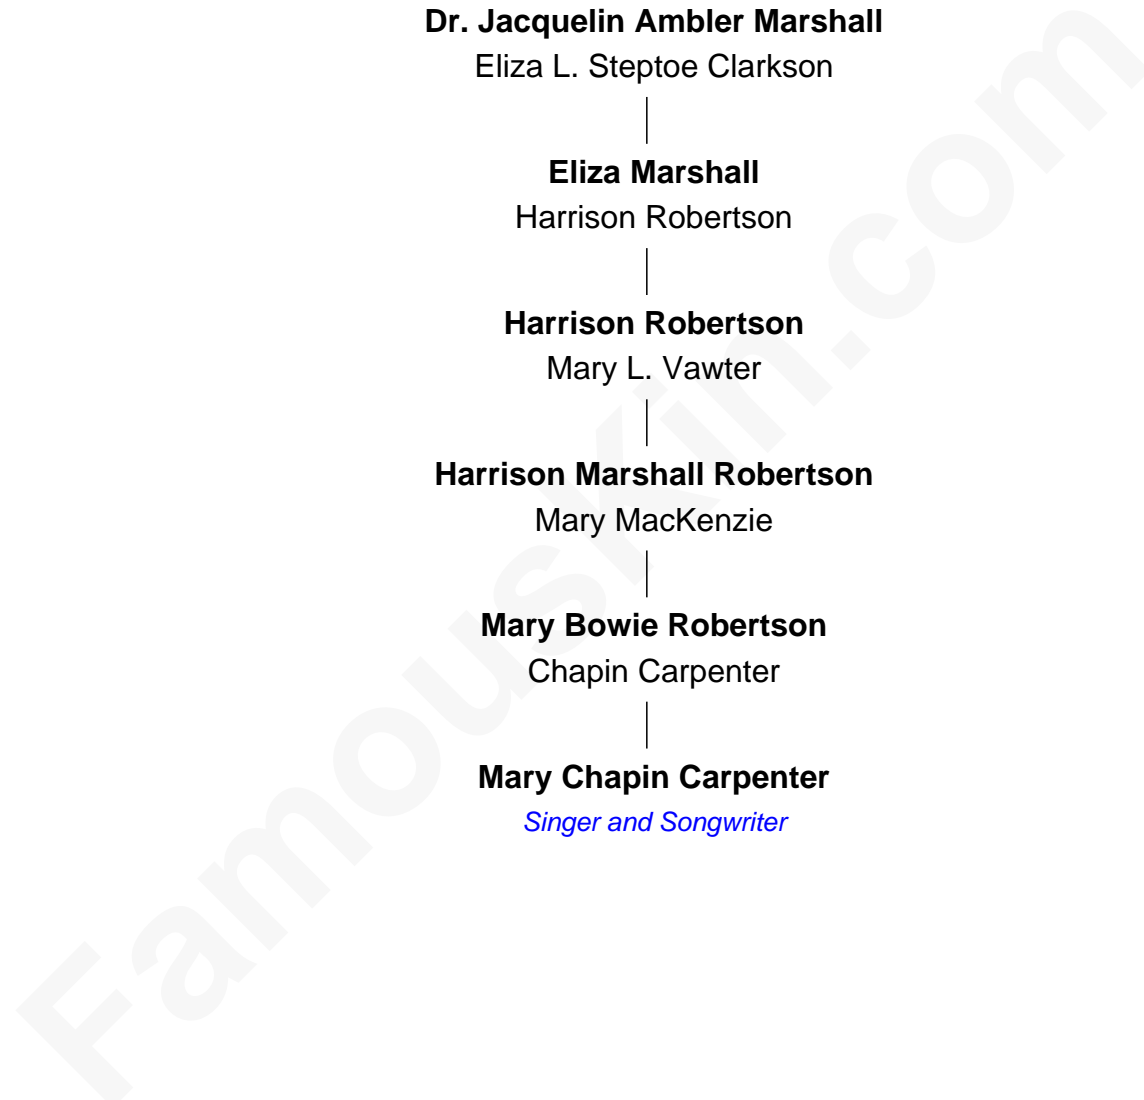 Dr. Jacquelin Ambler Marshall
Eliza L. Steptoe Clarkson
Eliza Marshall
Harrison Robertson
Harrison Robertson
Mary L. Vawter
Harrison Marshall Robertson
Mary MacKenzie
Mary Bowie Robertson
Chapin Carpenter
Mary Chapin Carpenter
Singer and Songwriter
FamousKin.com